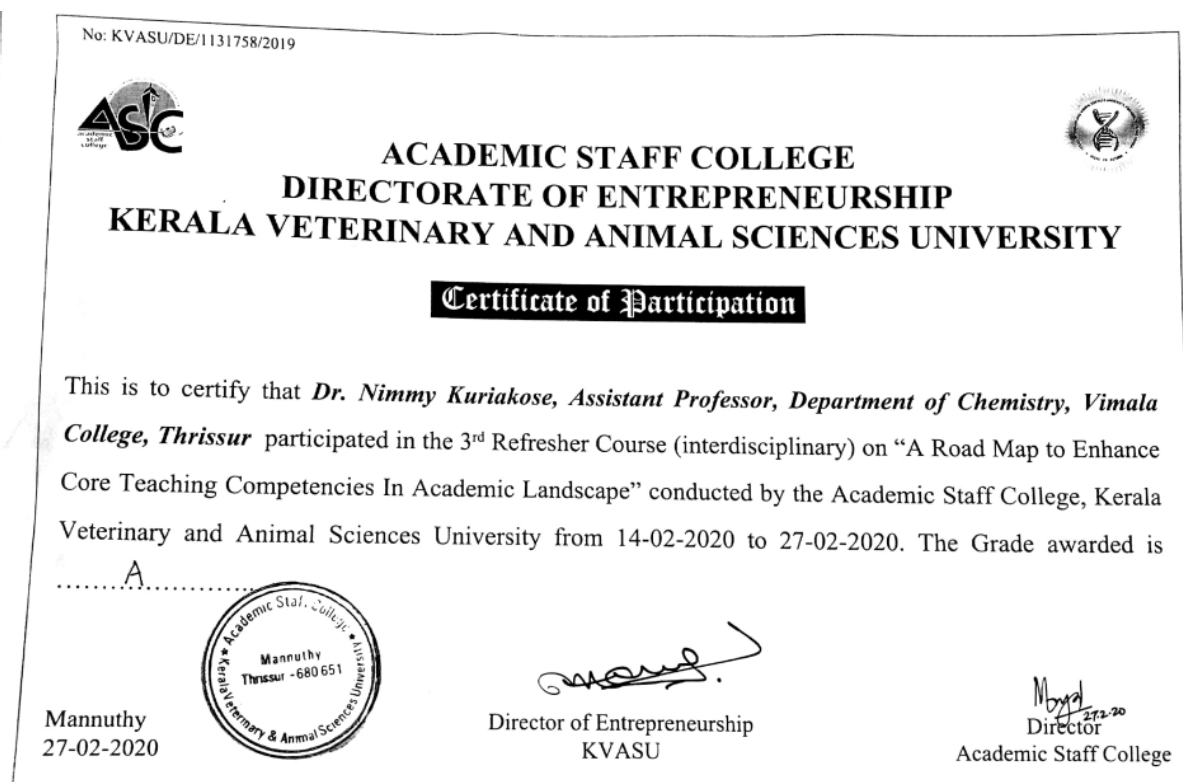 No: KVASU/DE/1131758/2019
ASC
academic
staff
college
ACADEMIC STAFF COLLEGE
DIRECTORATE OF ENTREPRENEURSHIP
KERALA VETERINARY AND ANIMAL SCIENCES UNIVERSITY
Certificate of Participation
This is to certify that Dr. Nimmy Kuriakose, Assistant Professor, Department of Chemistry, Vimala
College, Thrissur participated in the 3rd Refresher Course (interdisciplinary) on “A Road Map to Enhance
Core Teaching Competencies In Academic Landscape” conducted by the Academic Staff College, Kerala
Veterinary and Animal Sciences University from 14-02-2020 to 27-02-2020. The Grade awarded is
.........A...............
Academic Staff College
Mannuthy
Thrissur - 680 651
Kerala Veterinary & Animal Sciences University
Mannuthy
27-02-2020
Director of Entrepreneurship
KVASU
27.2.20
Director
Academic Staff College